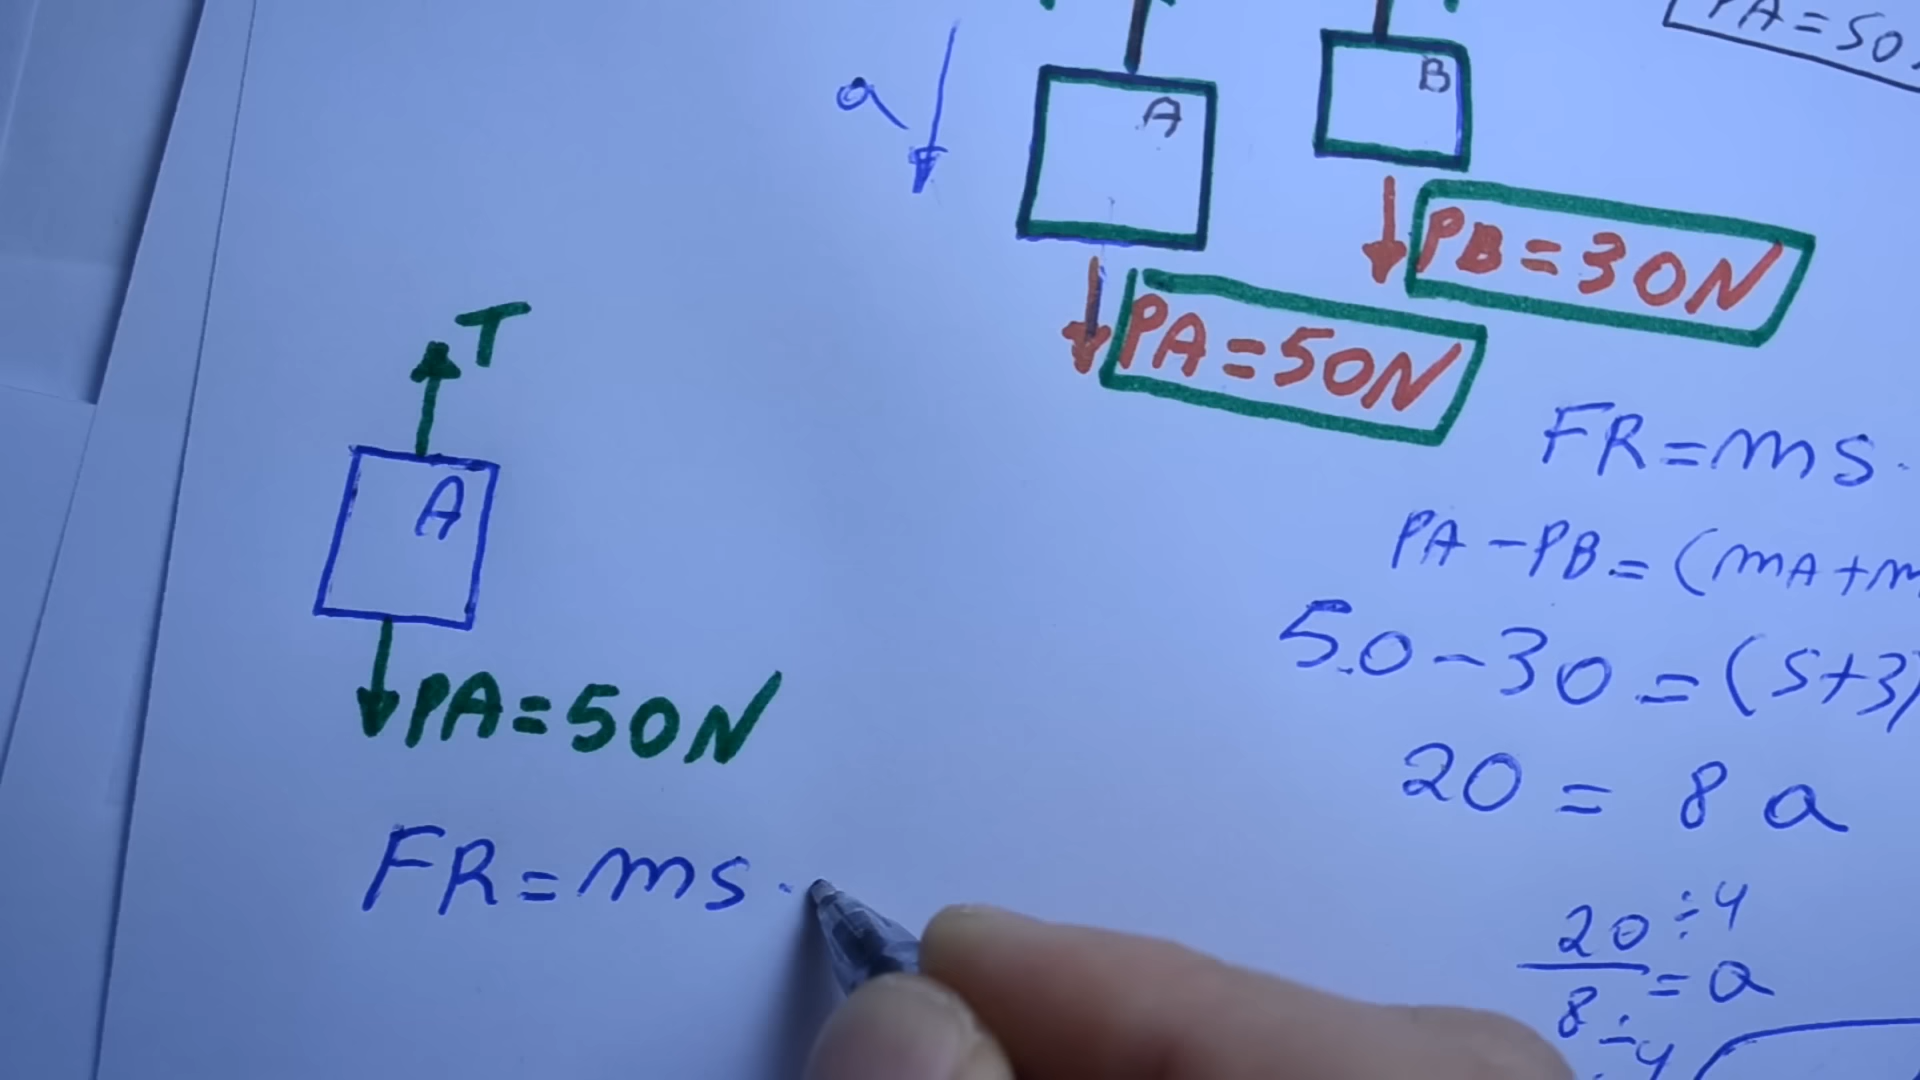 PA=50
B
A
a
PB=30N
PA=50N
T
A
PA=50N
FR=ms.
FR=ms.
PA-PB=(mA+m
50-30=(5+3)
20=8a
20÷4
=a
8÷4